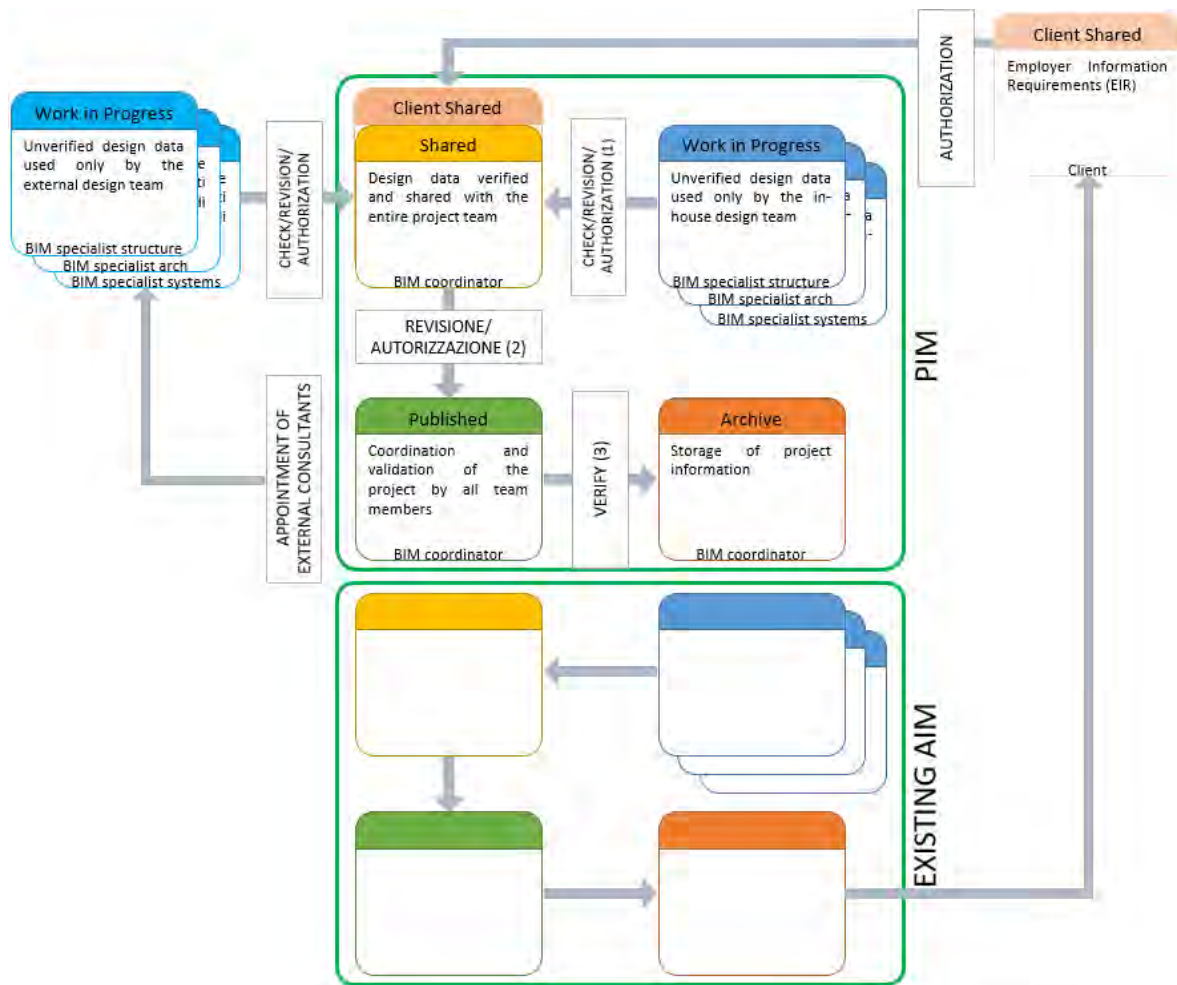 Client Shared
Employer Information
Requirements (EIR)
Client
AUTHORIZATION
Work in Progress
Unverified design data
used only by the
external design team
BIM specialist structure
BIM specialist arch
BIM specialist systems
CHECK/REVISION/
AUTHORIZATION
Client Shared
Shared
Design data verified
and shared with the
entire project team
BIM coordinator
CHECK/REVISION/
AUTHORIZATION (1)
Work in Progress
Unverified design data
used only by the in-
house design team
BIM specialist structure
BIM specialist arch
BIM specialist systems
REVISIONE/
AUTORIZZAZIONE (2)
PIM
APPOINTMENT OF
EXTERNAL CONSULTANTS
Published
Coordination and
validation of the
project by all team
members
BIM coordinator
VERIFY (3)
Archive
Storage of project
information
BIM coordinator
EXISTING AIM